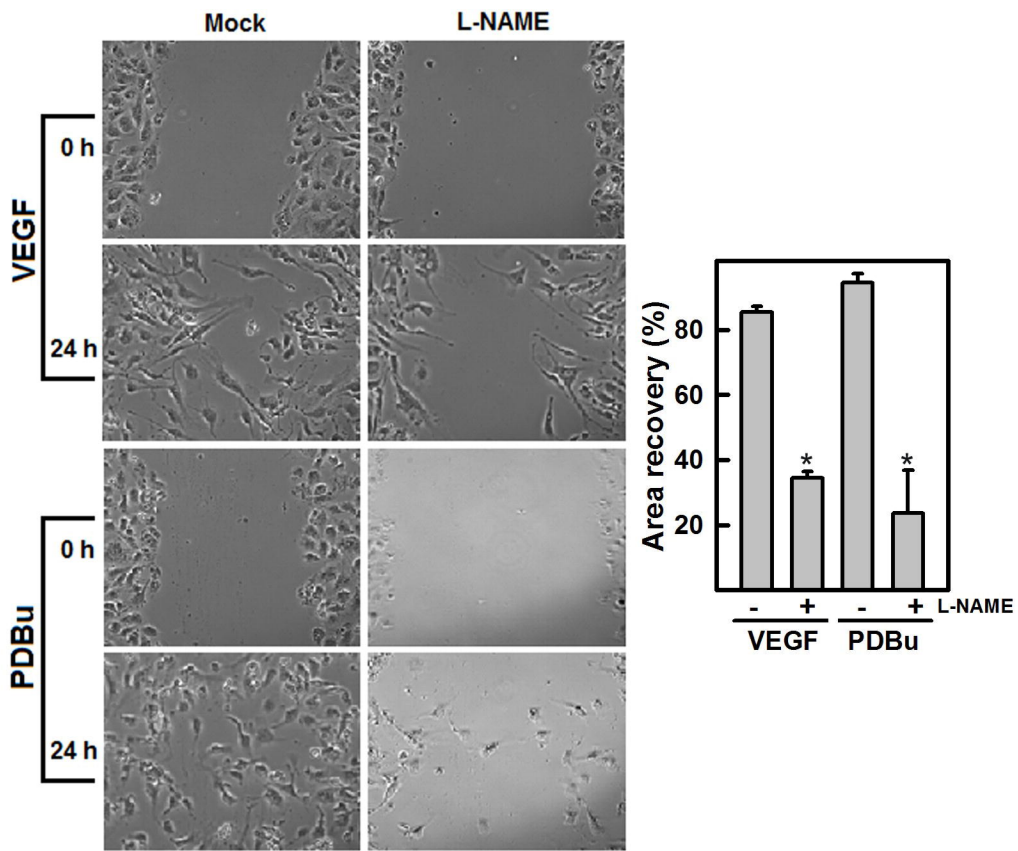 Mock L-NAME
VEGF
0 h
24 h
PDBu
0 h
24 h
Area recovery (%)
80
60
40
20
* *
- + - + L-NAME
VEGF PDBu